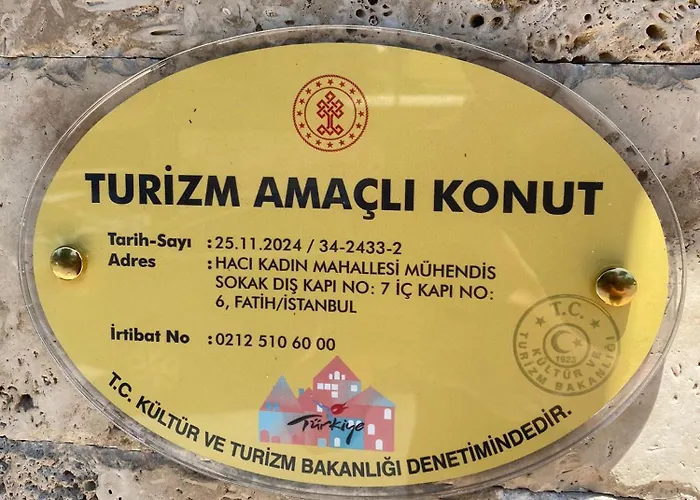 TURİZM AMAÇLI KONUT
Tarih-Sayı : 25.11.2024 / 34-2433-2
Adres : HACI KADIN MAHALLESİ MÜHENDİS
SOKAK DIŞ KAPI NO: 7 İÇ KAPI NO:
6, FATİH/İSTANBUL
İrtibat No : 0212 510 60 00
T.C.
KÜLTÜR VE
TURİZM BAKANLIĞI
1923
Türkiye
T.C. KÜLTÜR VE TURİZM BAKANLIĞI DENETİMİNDEDİR.